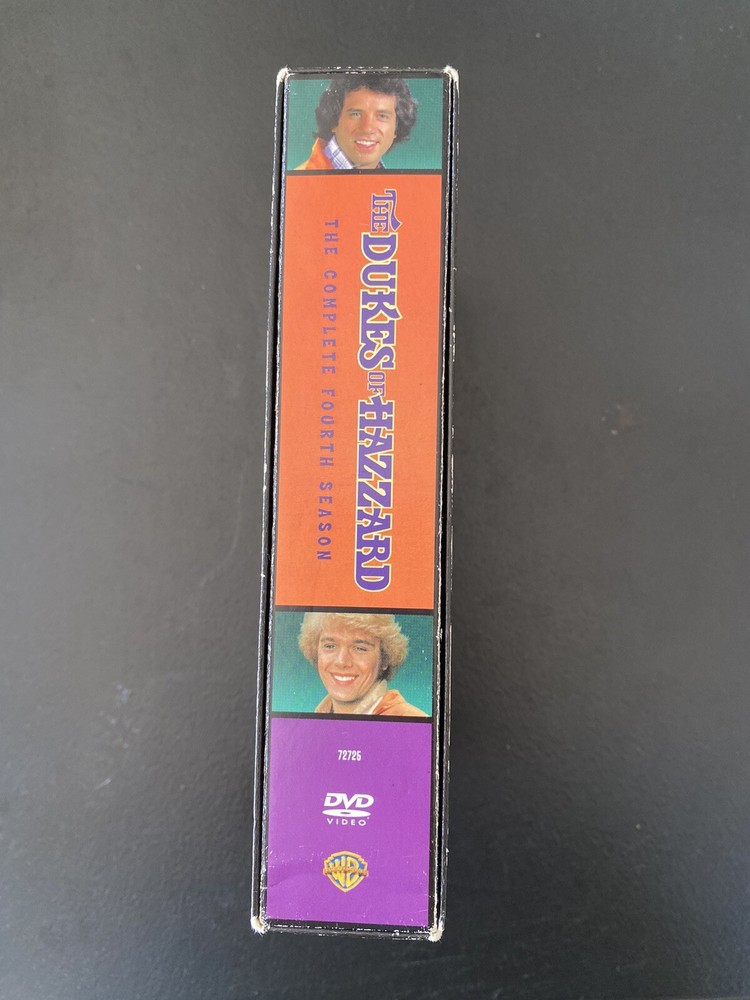 THE DUKES OF HAZZARD
THE COMPLETE FOURTH SEASON
72725
DVD
VIDEO
WB